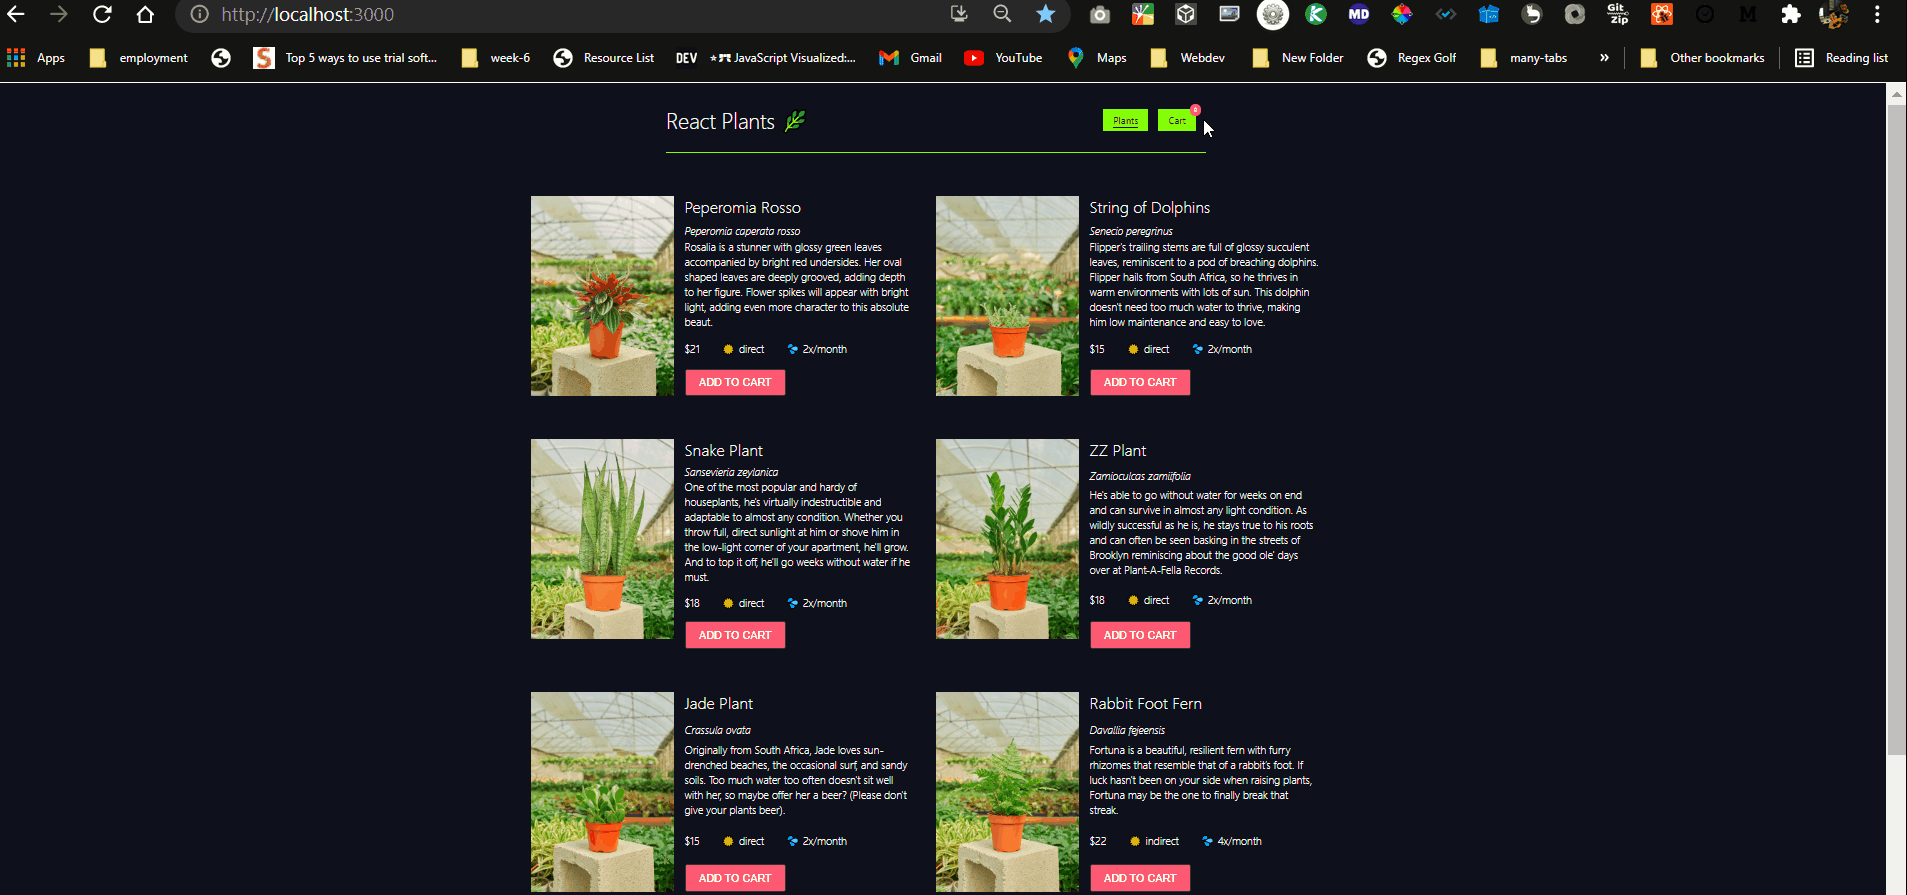 http://localhost:3000
Apps
employment
Top 5 ways to use trial soft...
week-6
Resource List
DEV
JavaScript Visualized:...
Gmail
YouTube
Maps
Webdev
New Folder
Regex Golf
many-tabs
»
Other bookmarks
Reading list
MD
Git
Zip
M
React Plants
Plants
Cart
Peperomia Rosso
Peperomia caperata rosso
Rosalia is a stunner with glossy green leaves
accompanied by bright red undersides. Her oval
shaped leaves are deeply grooved, adding depth
to her figure. Flower spikes will appear with bright
light, adding even more character to this absolute
beaut.
$21 direct 2x/month
ADD TO CART
String of Dolphins
Senecio peregrinus
Flipper's trailing stems are full of glossy succulent
leaves, reminiscent to a pod of breaching dolphins.
Flipper hails from South Africa, so he thrives in
warm environments with lots of sun. This dolphin
doesn't need too much water to thrive, making
him low maintenance and easy to love.
$15 direct 2x/month
ADD TO CART
Snake Plant
Sansevieria zeylanica
One of the most popular and hardy of
houseplants, he's virtually indestructible and
adaptable to almost any condition. Whether you
throw full, direct sunlight at him or shove him in
the low-light corner of your apartment, he'll grow.
And to top it off, he'll go weeks without water if he
must.
$18 direct 2x/month
ADD TO CART
ZZ Plant
Zamioculcas zamiifolia
He's able to go without water for weeks on end
and can survive in almost any light condition. As
wildly successful as he is, he stays true to his roots
and can often be seen basking in the streets of
Brooklyn reminiscing about the good ole' days
over at Plant-A-Fella Records.
$18 direct 2x/month
ADD TO CART
Jade Plant
Crassula ovata
Originally from South Africa, Jade loves sun-
drenched beaches, the occasional surf, and sandy
soils. Too much water too often doesn't sit well
with her, so maybe offer her a beer? (Please don't
give your plants beer).
$15 direct 2x/month
ADD TO CART
Rabbit Foot Fern
Davallia fejeensis
Fortuna is a beautiful, resilient fern with furry
rhizomes that resemble that of a rabbit's foot. If
luck hasn't been on your side when raising plants,
Fortuna may be the one to finally break that
streak.
$22 indirect 4x/month
ADD TO CART